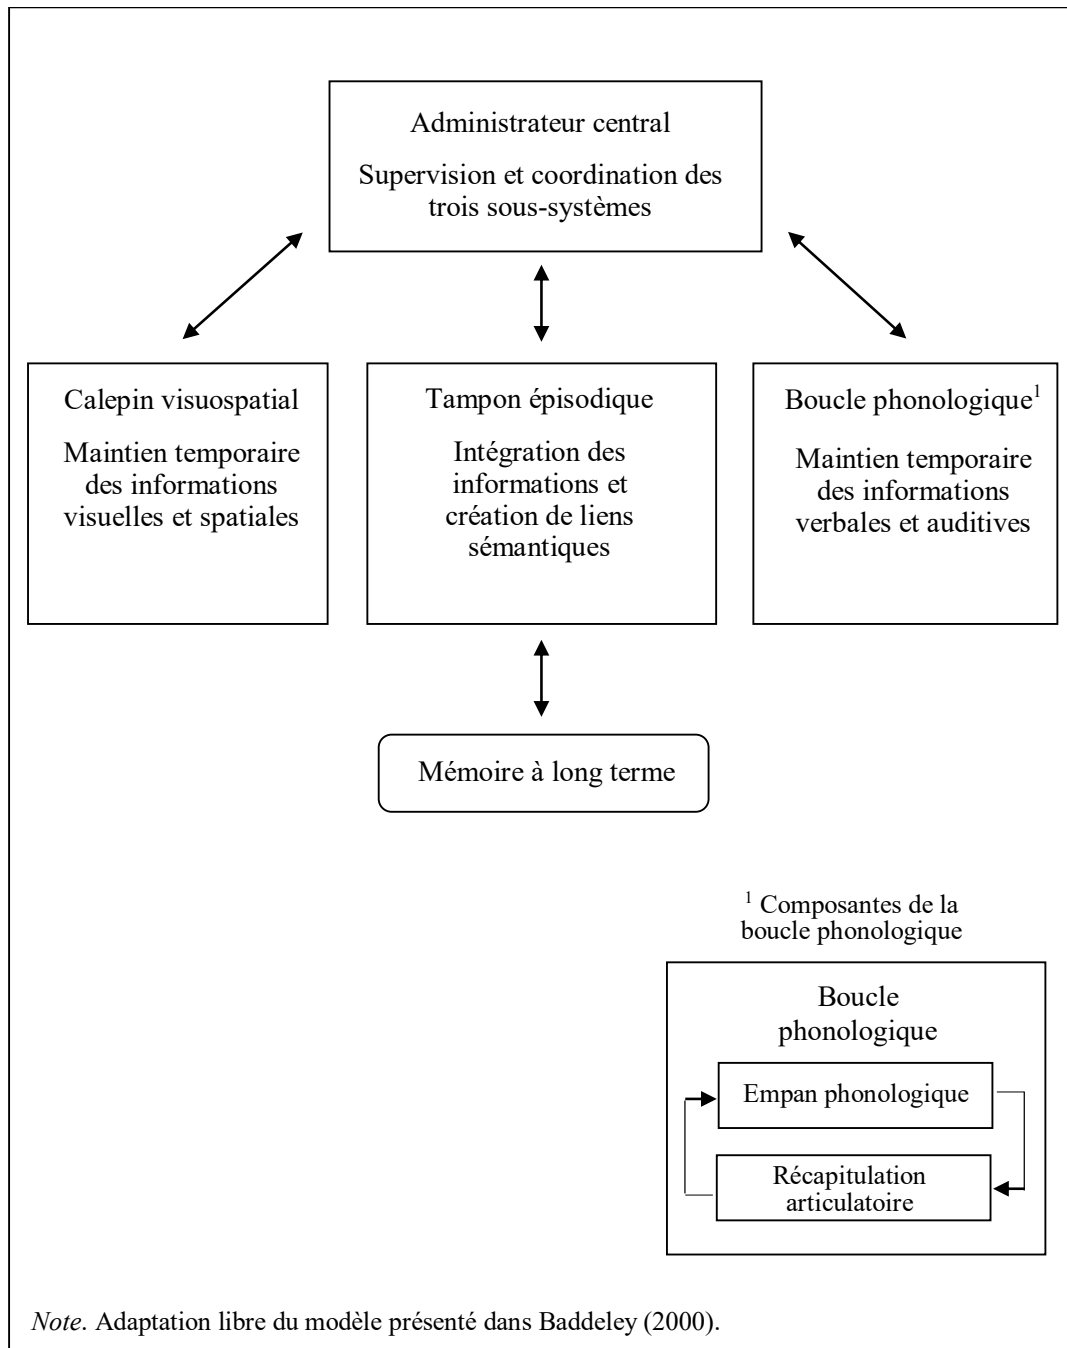 Administrateur central
Supervision et coordination des
trois sous-systèmes
Calepin visuospatial
Maintien temporaire
des informations
visuelles et spatiales
Tampon épisodique
Intégration des
informations et
création de liens
sémantiques
Boucle phonologique¹
Maintien temporaire
des informations
verbales et auditives
Mémoire à long terme
¹ Composantes de la
boucle phonologique
Boucle
phonologique
Empan phonologique
Récapitulation
articulatoire
Note. Adaptation libre du modèle présenté dans Baddeley (2000).